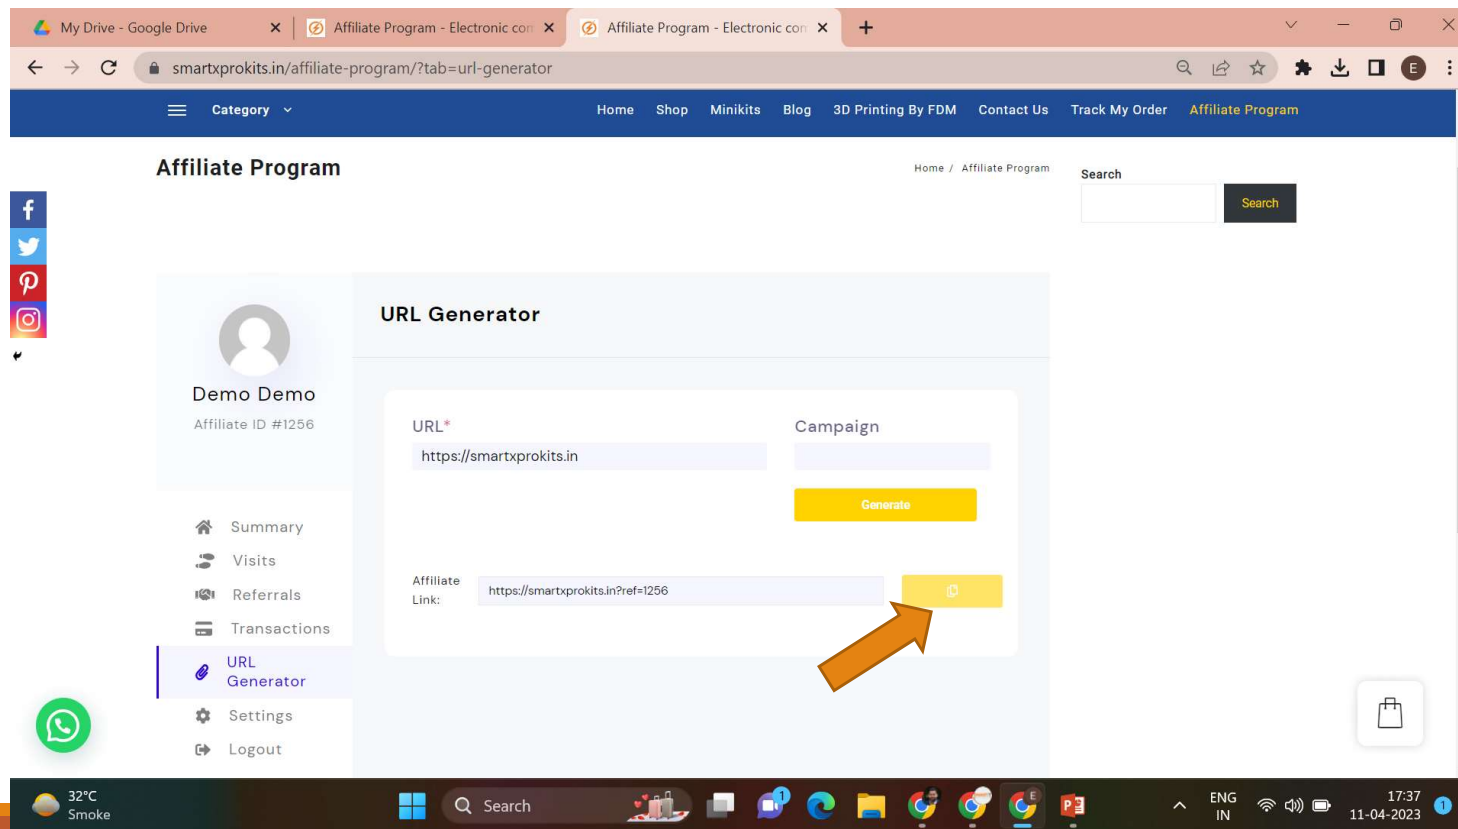 My Drive - Google Drive
Affiliate Program - Electronic con
Affiliate Program - Electronic con
smartxprokits.in/affiliate-program/?tab=url-generator
E
Category
Home Shop Minikits Blog 3D Printing By FDM Contact Us Track My Order Affiliate Program
Affiliate Program
Home / Affiliate Program
Search
Search
URL Generator
Demo Demo
Affiliate ID #1256
URL*
Campaign
https://smartxprokits.in
Generate
Affiliate
Link:
https://smartxprokits.in?ref=1256
Summary
Visits
Referrals
Transactions
URL
Generator
Settings
Logout
32°C
Smoke
Search
1
E
ENG
IN
17:37
11-04-2023
1